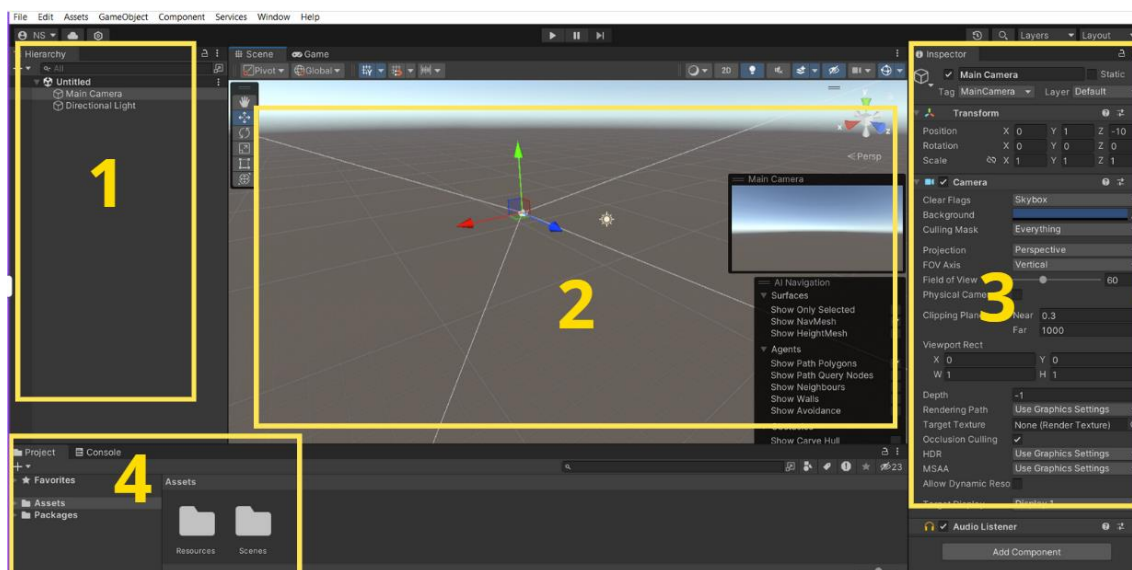 File Edit Assets GameObject Component Services Window Help
NS
Layers Layout
Hierarchy
All
Untitled
Main Camera
Directional Light
1
Scene Game
Pivot Global 2D
y
x z
Persp
Main Camera
2
AI Navigation
Surfaces
Show Only Selected
Show NavMesh
Show HeightMesh
Agents
Show Path Polygons
Show Path Query Nodes
Show Neighbours
Show Walls
Show Avoidance
Show Carve Hull
Inspector
Main Camera Static
Tag MainCamera Layer Default
Transform
Position X 0 Y 1 Z -10
Rotation X 0 Y 0 Z 0
Scale X 1 Y 1 Z 1
Camera
Clear Flags Skybox
Background
Culling Mask Everything
Projection Perspective
FOV Axis Vertical
Field of View 60
Physical Came
3
Clipping Plane Near 0.3
Far 1000
Viewport Rect
X 0 Y 0
W 1 H 1
Depth -1
Rendering Path Use Graphics Settings
Target Texture None (Render Texture)
Occlusion Culling
HDR Use Graphics Settings
MSAA Use Graphics Settings
Allow Dynamic Reso
Target Display Display 1
Audio Listener
Add Component
Project Console
23
4
Favorites
Assets
Packages
Assets
Resources Scenes